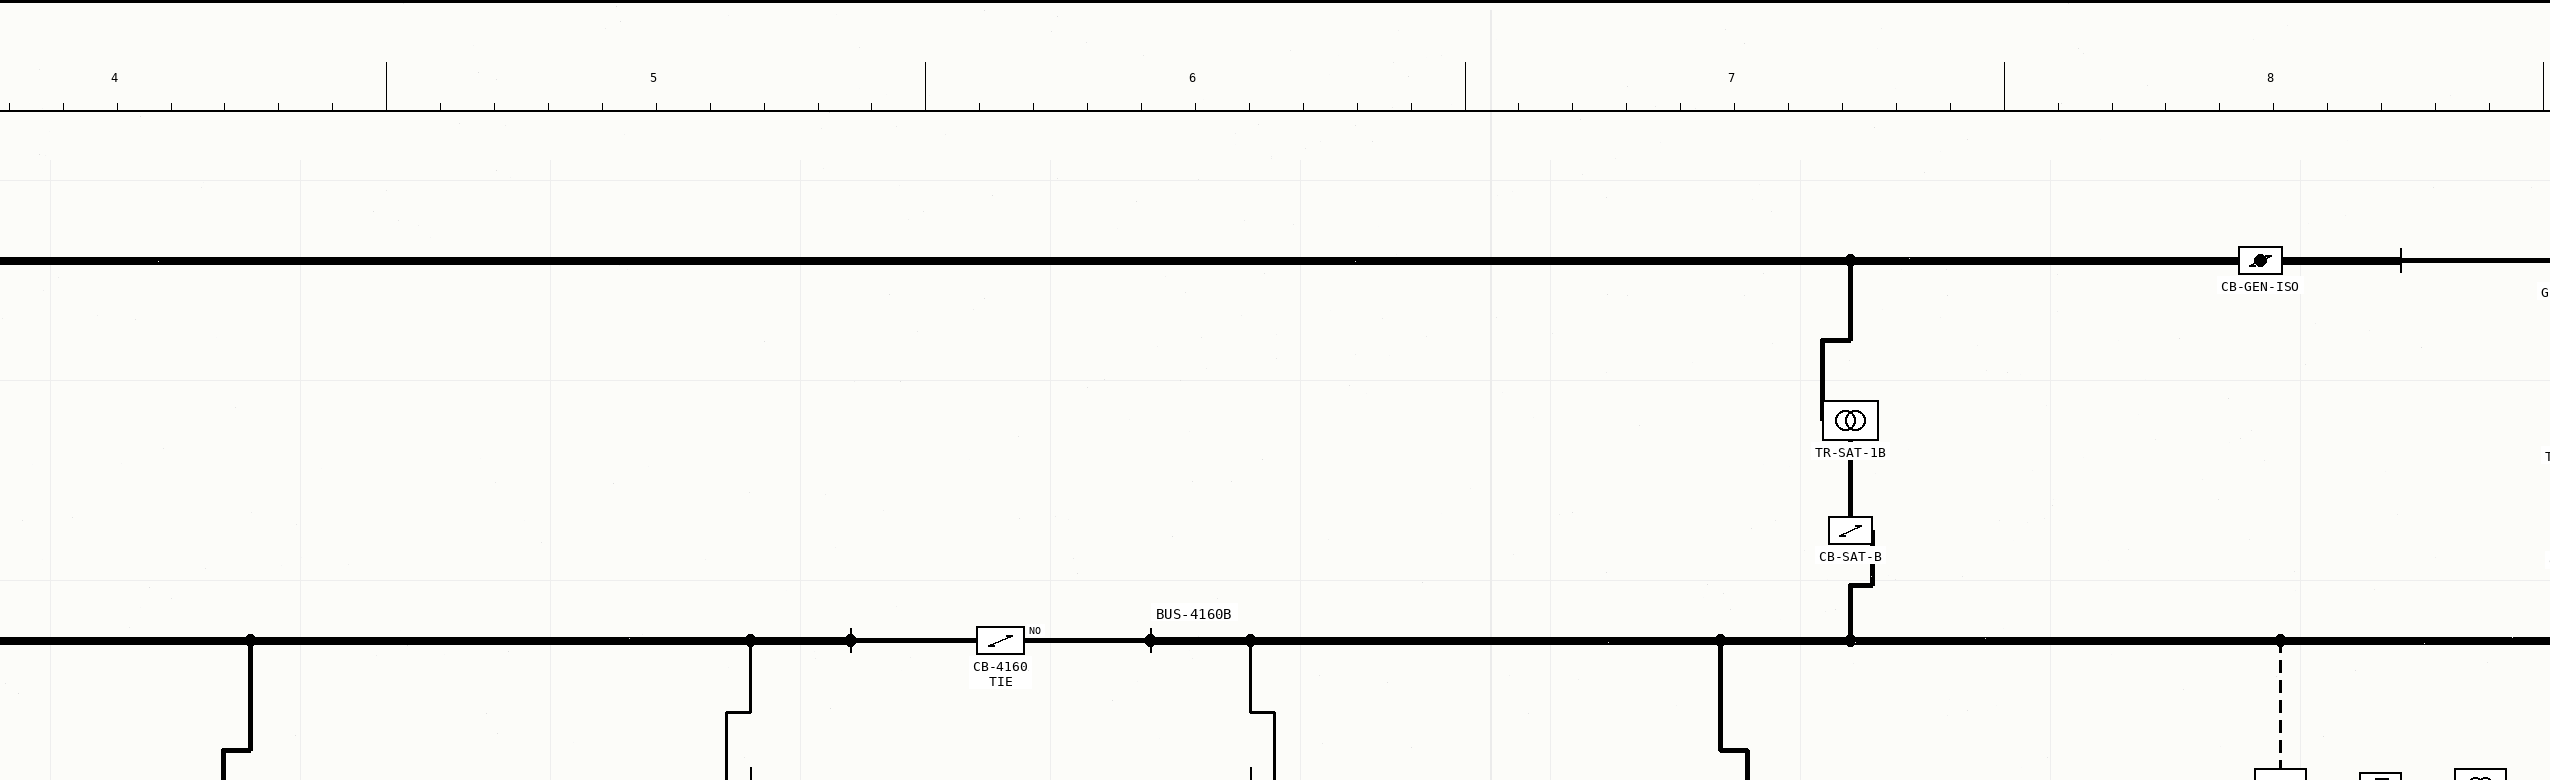 4 5 6 7 8
CB-GEN-ISO
G
TR-SAT-1B
T
CB-SAT-B
BUS-4160B
NO
CB-4160
TIE